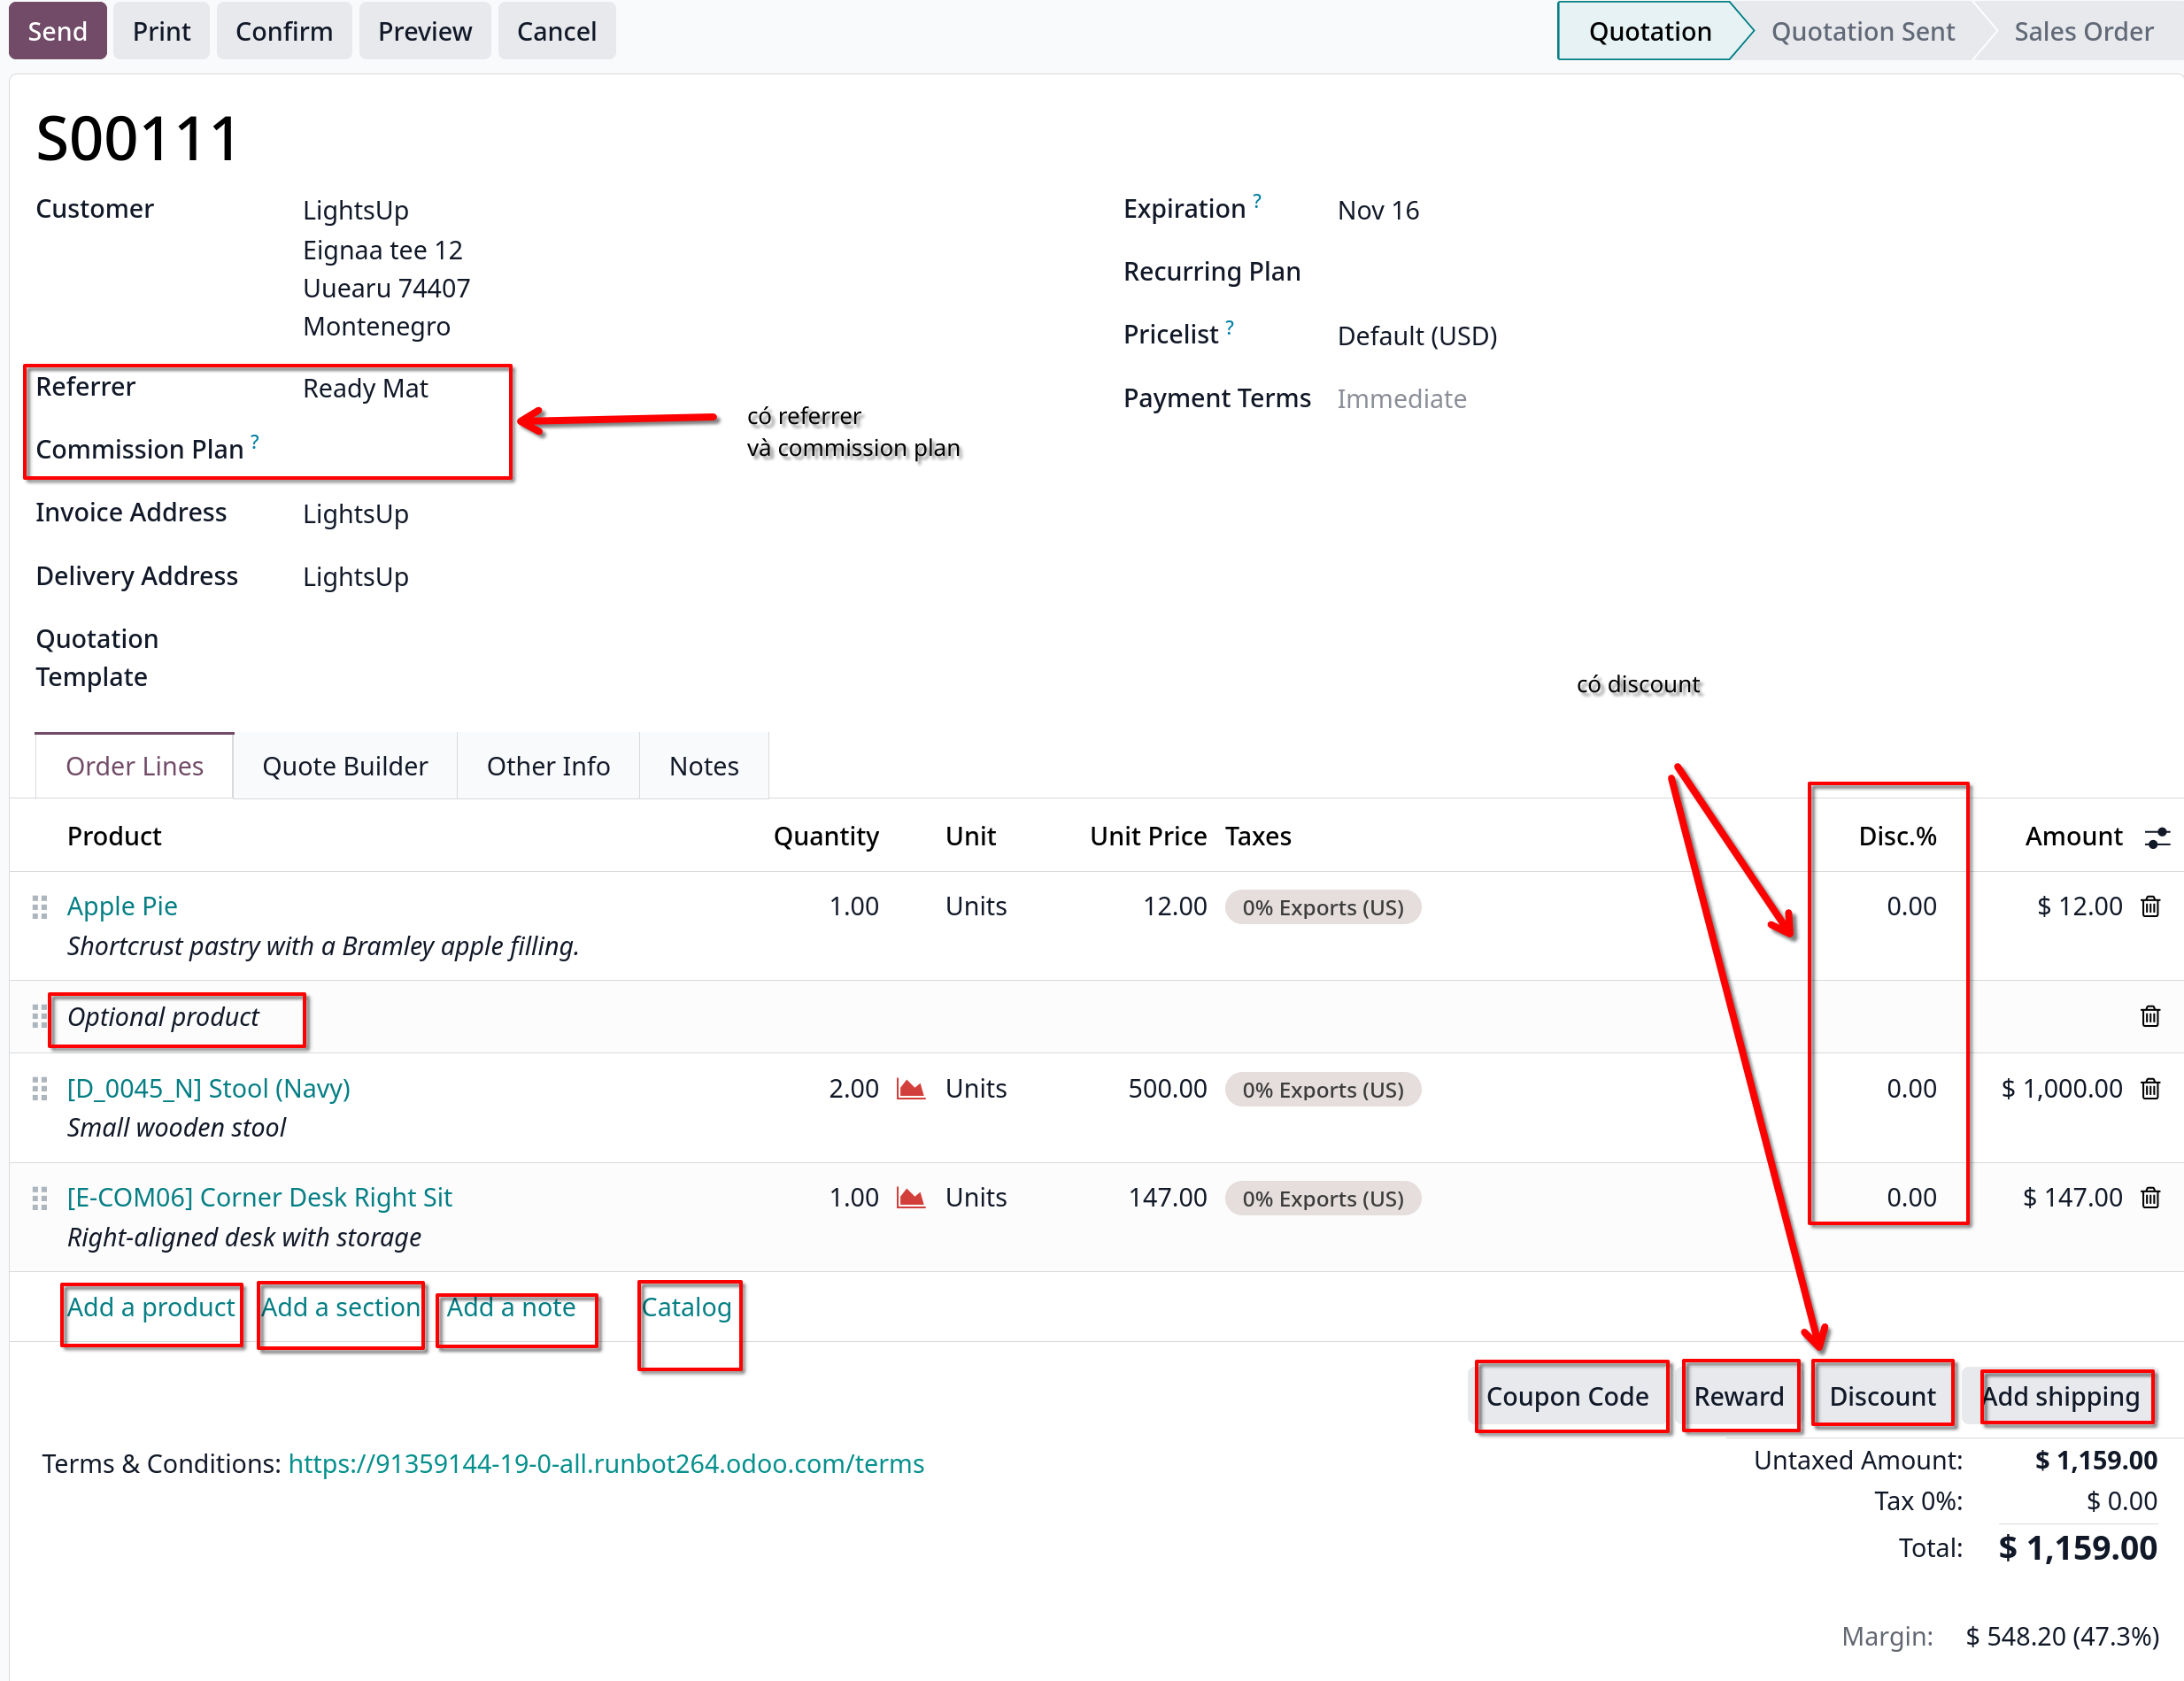 Send Print Confirm Preview Cancel Quotation Quotation Sent Sales Order
S00111
Customer LightsUp
Eignaa tee 12
Uuearu 74407
Montenegro
Expiration ? Nov 16
Recurring Plan
Pricelist ? Default (USD)
Payment Terms Immediate
Referrer Ready Mat
Commission Plan ?
có referrer
và commission plan
Invoice Address LightsUp
Delivery Address LightsUp
Quotation
Template
có discount
Order Lines Quote Builder Other Info Notes
Product Quantity Unit Unit Price Taxes Disc.% Amount
Apple Pie 1.00 Units 12.00 0% Exports (US) 0.00 $ 12.00
Shortcrust pastry with a Bramley apple filling.
Optional product
[D_0045_N] Stool (Navy) 2.00 Units 500.00 0% Exports (US) 0.00 $ 1,000.00
Small wooden stool
[E-COM06] Corner Desk Right Sit 1.00 Units 147.00 0% Exports (US) 0.00 $ 147.00
Right-aligned desk with storage
Add a product Add a section Add a note Catalog
Coupon Code Reward Discount Add shipping
Terms & Conditions: https://91359144-19-0-all.runbot264.odoo.com/terms
Untaxed Amount: $ 1,159.00
Tax 0%: $ 0.00
Total: $ 1,159.00
Margin: $ 548.20 (47.3%)